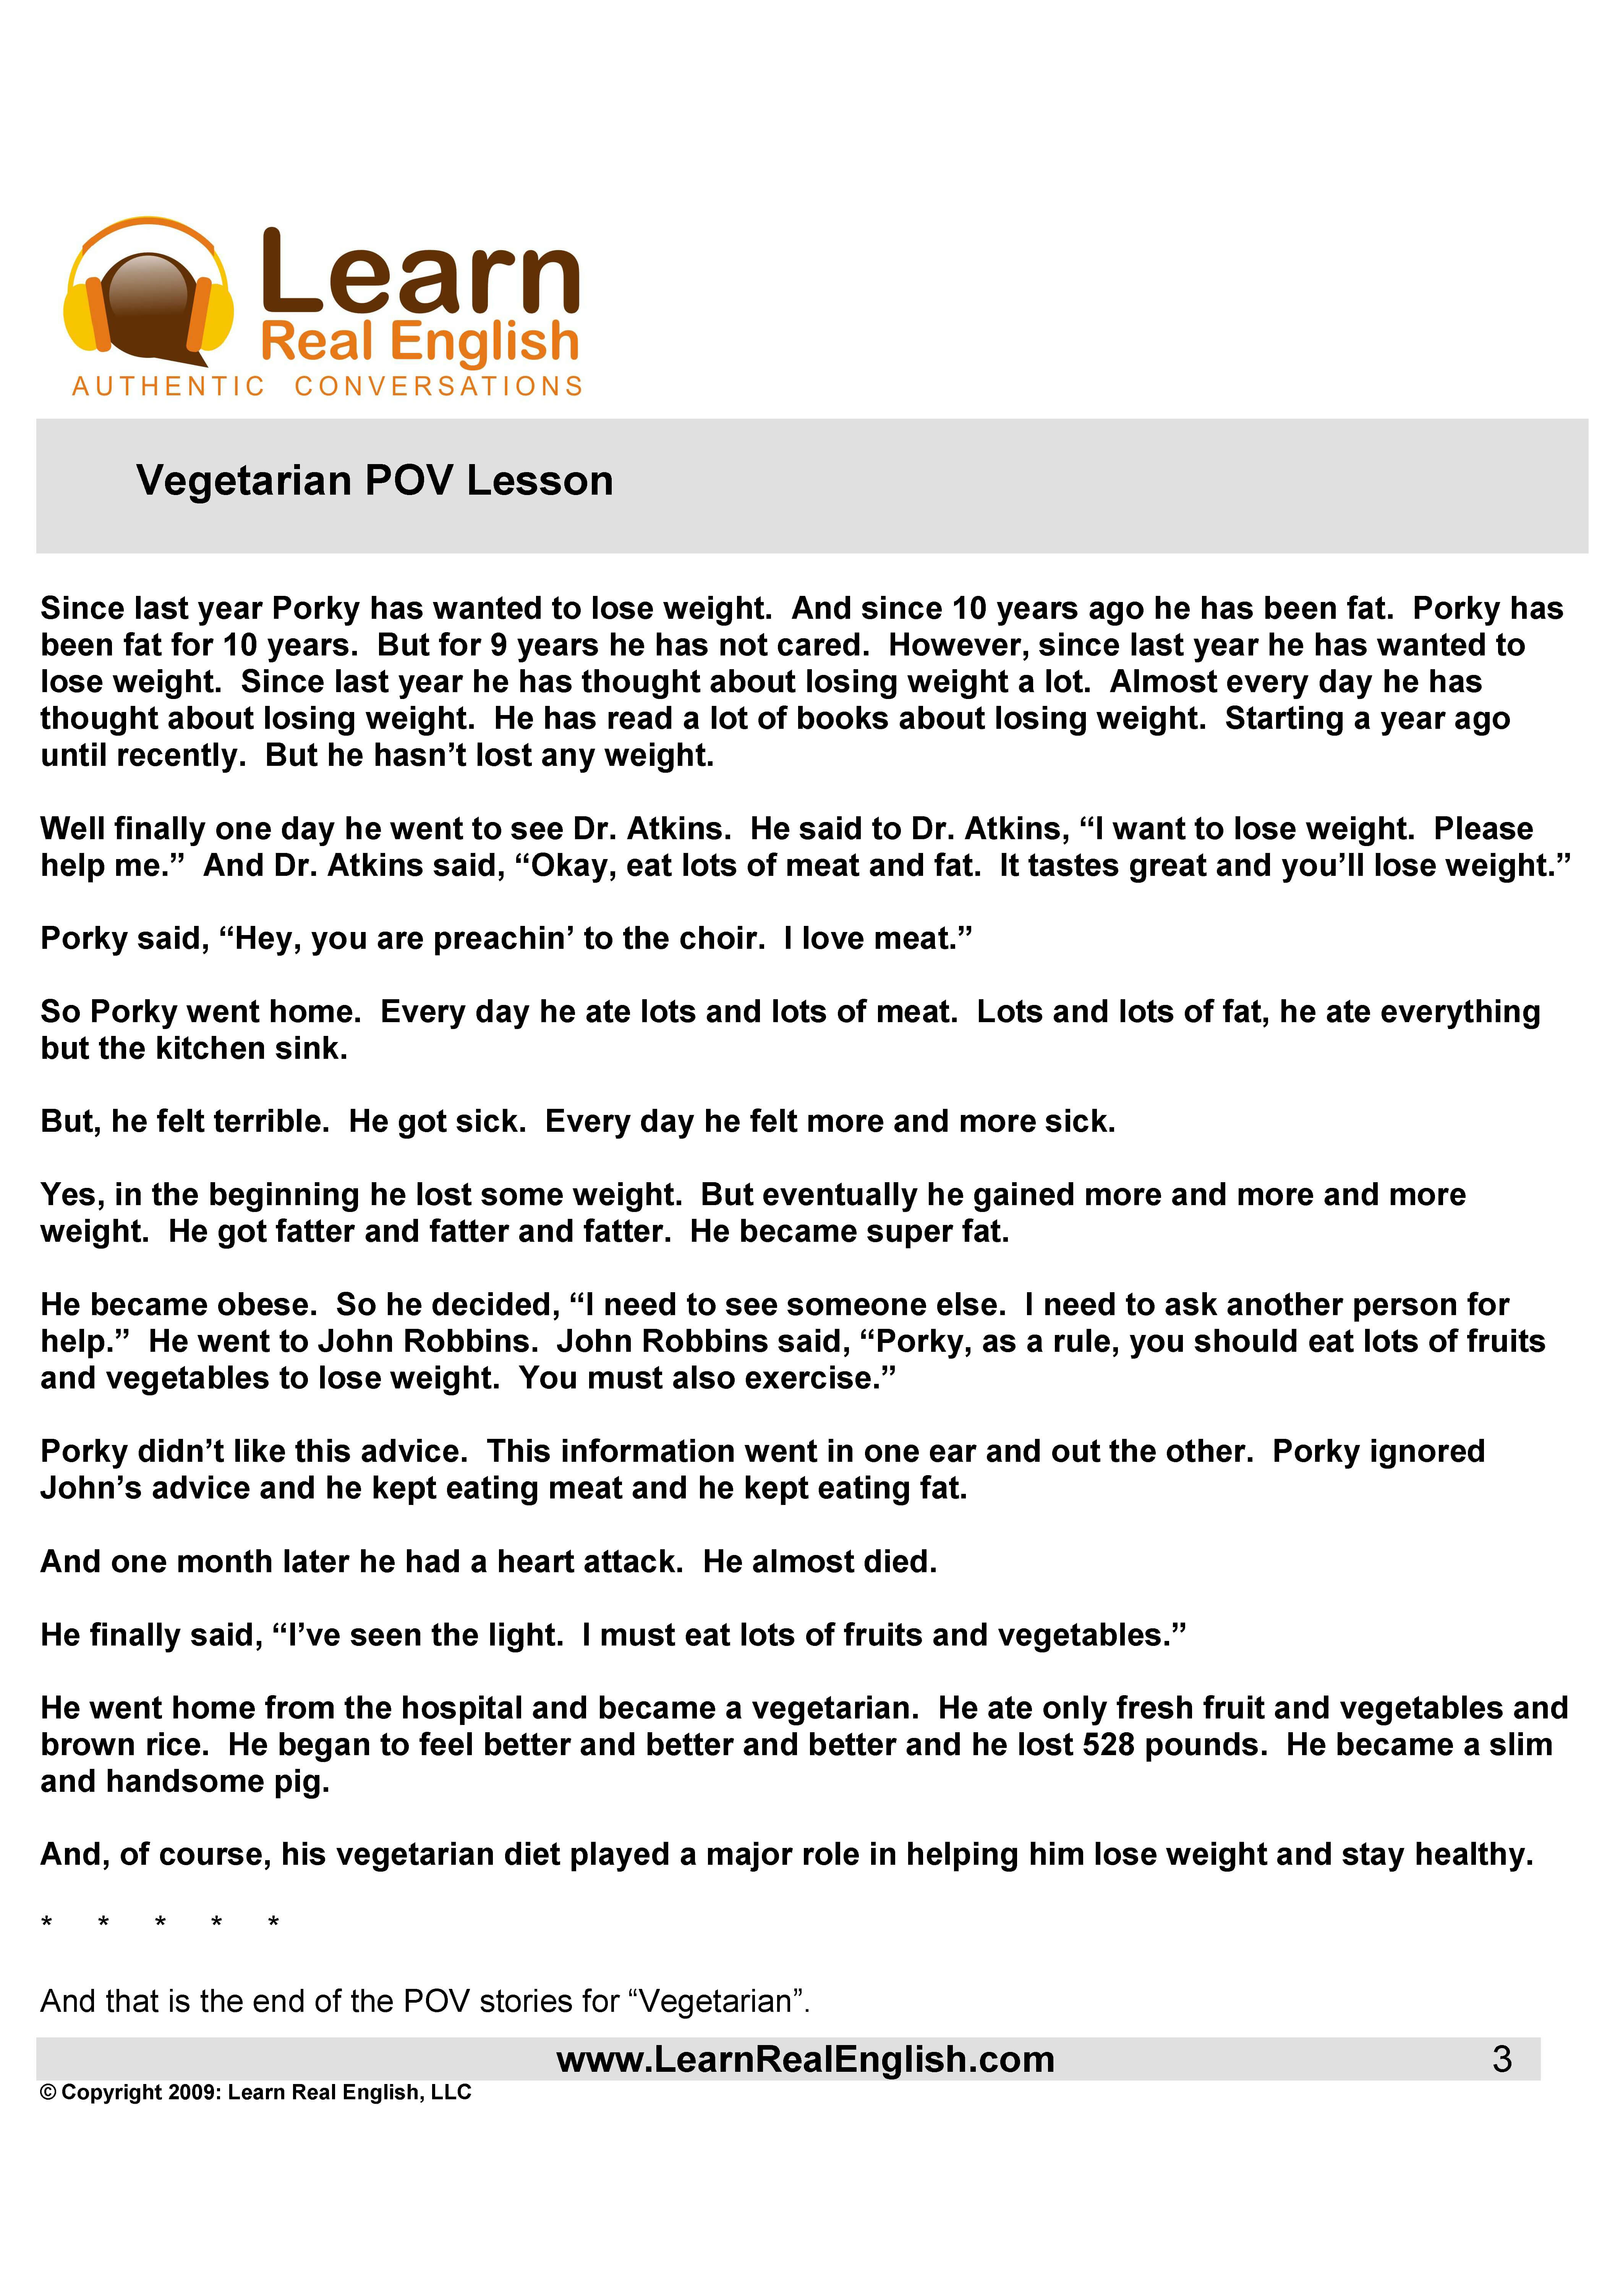 Learn
Real English
AUTHENTIC CONVERSATIONS
Vegetarian POV Lesson
Since last year Porky has wanted to lose weight.  And since 10 years ago he has been fat.  Porky has
been fat for 10 years.  But for 9 years he has not cared.  However, since last year he has wanted to
lose weight.  Since last year he has thought about losing weight a lot.  Almost every day he has
thought about losing weight.  He has read a lot of books about losing weight.  Starting a year ago
until recently.  But he hasn’t lost any weight.
Well finally one day he went to see Dr. Atkins.  He said to Dr. Atkins, “I want to lose weight.  Please
help me.”  And Dr. Atkins said, “Okay, eat lots of meat and fat.  It tastes great and you’ll lose weight.”
Porky said, “Hey, you are preachin’ to the choir.  I love meat.”
So Porky went home.  Every day he ate lots and lots of meat.  Lots and lots of fat, he ate everything
but the kitchen sink.
But, he felt terrible.  He got sick.  Every day he felt more and more sick.
Yes, in the beginning he lost some weight.  But eventually he gained more and more and more
weight.  He got fatter and fatter and fatter.  He became super fat.
He became obese.  So he decided, “I need to see someone else.  I need to ask another person for
help.”  He went to John Robbins.  John Robbins said, “Porky, as a rule, you should eat lots of fruits
and vegetables to lose weight.  You must also exercise.”
Porky didn’t like this advice.  This information went in one ear and out the other.  Porky ignored
John’s advice and he kept eating meat and he kept eating fat.
And one month later he had a heart attack.  He almost died.
He finally said, “I’ve seen the light.  I must eat lots of fruits and vegetables.”
He went home from the hospital and became a vegetarian.  He ate only fresh fruit and vegetables and
brown rice.  He began to feel better and better and better and he lost 528 pounds.  He became a slim
and handsome pig.
And, of course, his vegetarian diet played a major role in helping him lose weight and stay healthy.
* * * * *
And that is the end of the POV stories for “Vegetarian”.
www.LearnRealEnglish.com 3
© Copyright 2009: Learn Real English, LLC